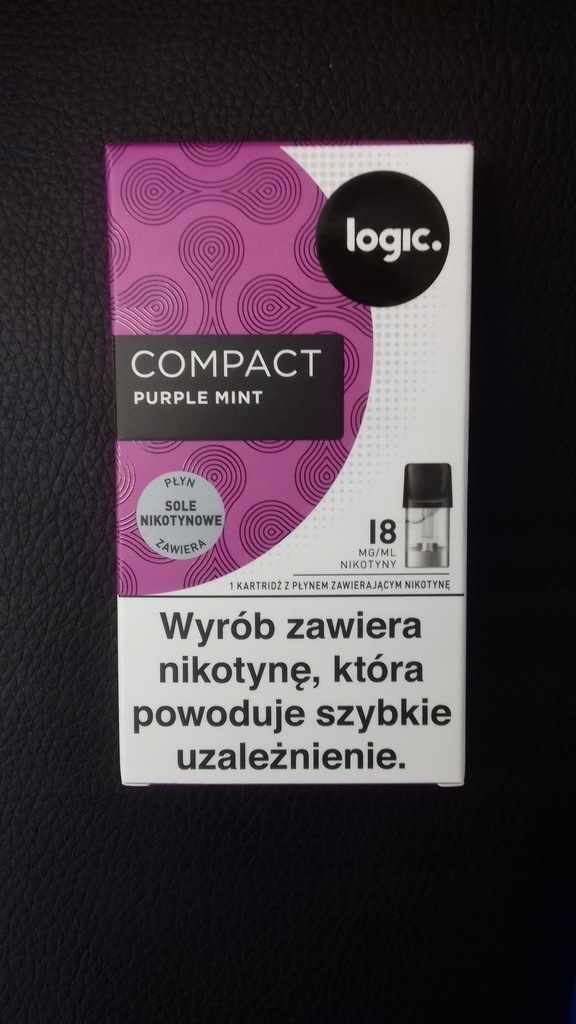 logic.
COMPACT
PURPLE MINT
PŁYN
SOLE
NIKOTYNOWE
ZAWIERA
18
MG/ML
NIKOTYNY
1 KARTRIDŻ Z PŁYNEM ZAWIERAJĄCYM NIKOTYNĘ
Wyrób zawiera
nikotynę, która
powoduje szybkie
uzależnienie.